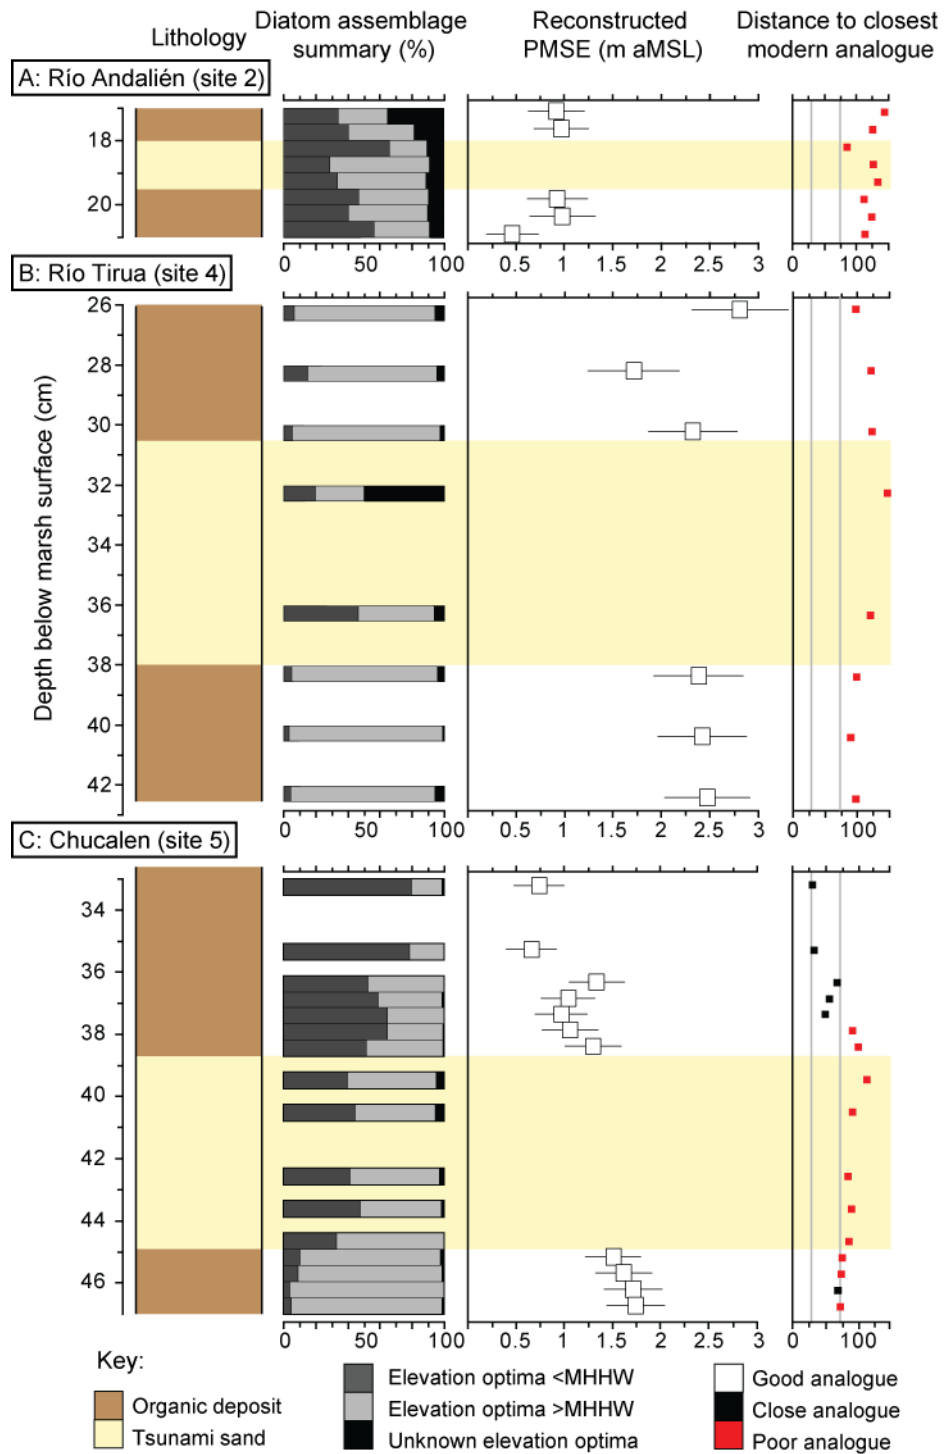 Lithology
Diatom assemblage
summary (%)
Reconstructed
PMSE (m aMSL)
Distance to closest
modern analogue
A: Río Andalién (site 2)
18
20
0
50
100
0.5
1
1.5
2
2.5
3
0
100
B: Río Tirua (site 4)
Depth below marsh surface (cm)
26
28
30
32
34
36
38
40
42
0
50
100
0.5
1
1.5
2
2.5
3
0
100
C: Chucalen (site 5)
34
36
38
40
42
44
46
0
50
100
0.5
1
1.5
2
2.5
3
0
100
Key:
Organic deposit
Tsunami sand
Elevation optima <MHHW
Elevation optima >MHHW
Unknown elevation optima
Good analogue
Close analogue
Poor analogue